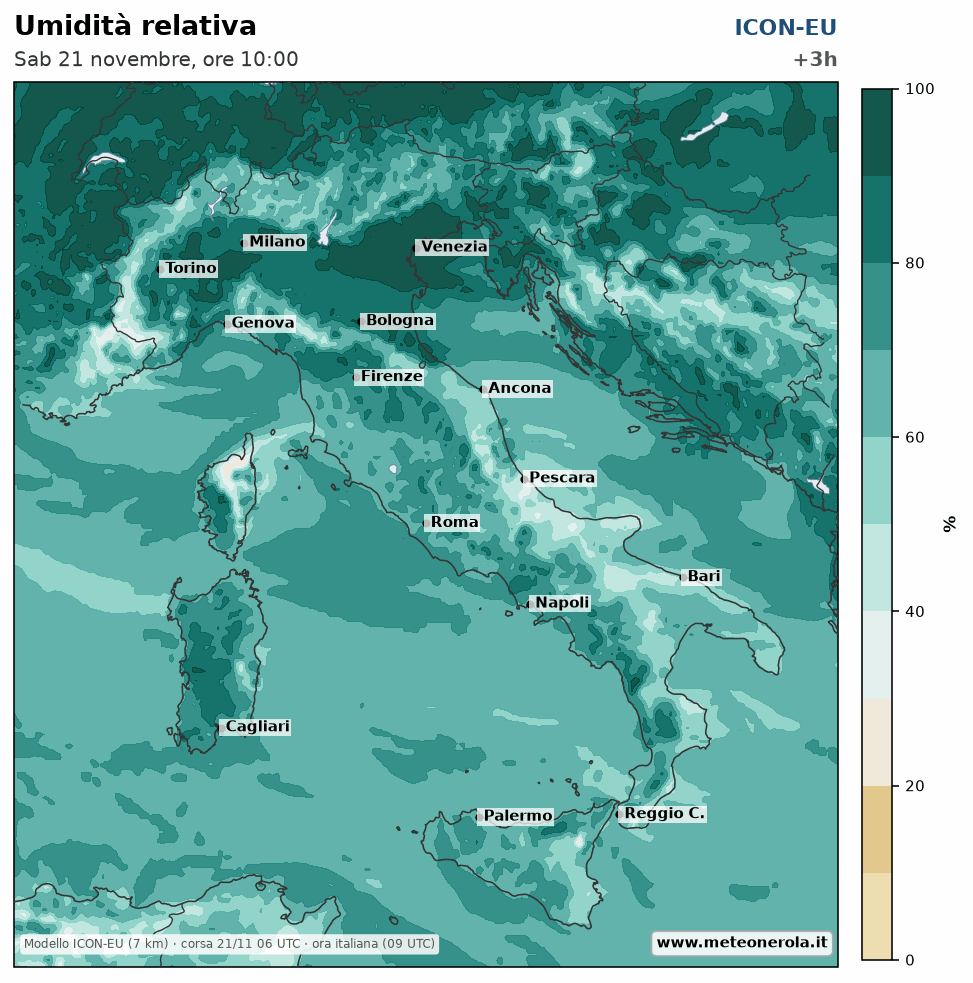 Umidità relativa
ICON-EU
Sab 21 novembre, ore 10:00
+3h
100
80
60
40
20
0
%
Milano
Venezia
Torino
Genova
Bologna
Firenze
Ancona
Pescara
Roma
Bari
Napoli
Cagliari
Palermo
Reggio C.
Modello ICON-EU (7 km) · corsa 21/11 06 UTC · ora italiana (09 UTC)
www.meteonerola.it